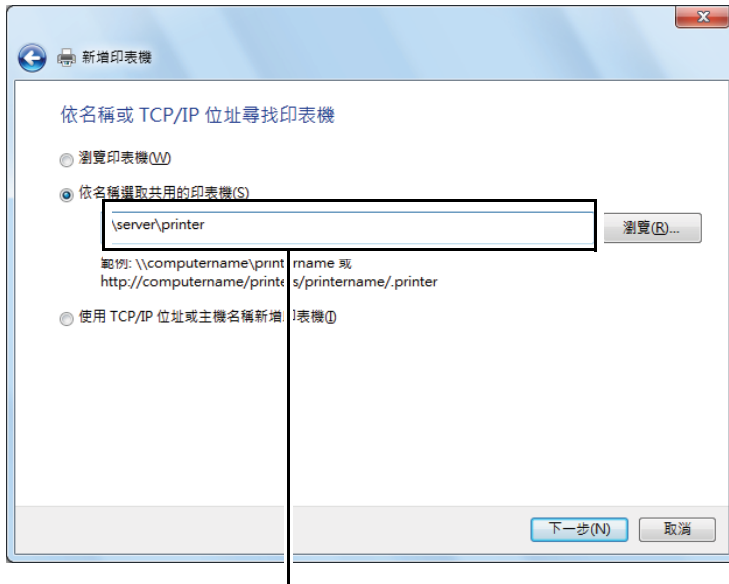 新增印表機
依名稱或 TCP/IP 位址尋找印表機
瀏覽印表機(W)
依名稱選取共用的印表機(S)
\server\printer
瀏覽(R)...
範例: \\computername\printername 或
http://computername/printers/printername/.printer
使用 TCP/IP 位址或主機名稱新增印表機(I)
下一步(N)
取消